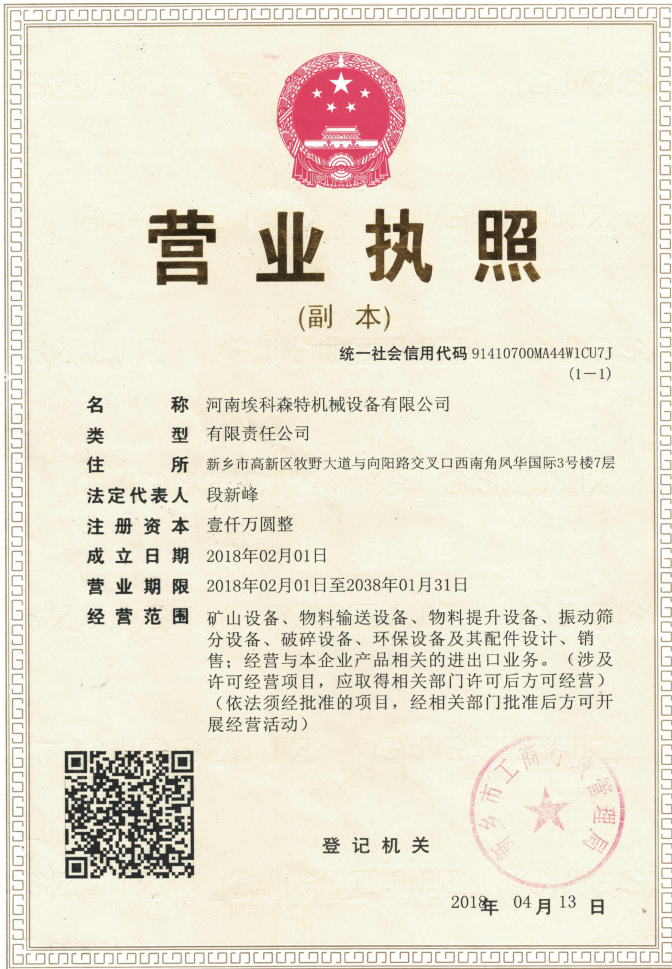 营业执照
(副 本)
统一社会信用代码 91410700MA44W1CU7J
(1-1)
名 称 河南埃科森特机械设备有限公司
类 型 有限责任公司
住 所 新乡市高新区牧野大道与向阳路交叉口西南角凤华国际3号楼7层
法定代表人 段新峰
注 册 资 本 壹仟万圆整
成 立 日 期 2018年02月01日
营 业 期 限 2018年02月01日至2038年01月31日
经 营 范 围 矿山设备、物料输送设备、物料提升设备、振动筛
分设备、破碎设备、环保设备及其配件设计、销
售；经营与本企业产品相关的进出口业务。（涉及
许可经营项目，应取得相关部门许可后方可经营）
（依法须经批准的项目，经相关部门批准后方可开
展经营活动）
新乡市工商行政管理局
登 记 机 关
2018年 04月13日